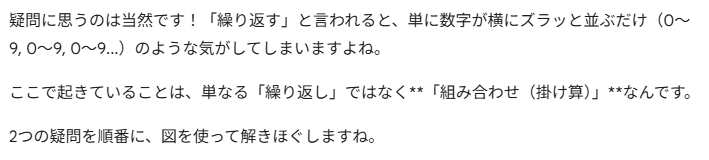 疑問に思うのは当然です！「繰り返す」と言われると、単に数字が横にズラッと並ぶだけ（0〜
9, 0〜9, 0〜9...）のような気がしてしまいますよね。
ここで起きていることは、単なる「繰り返し」ではなく**「組み合わせ（掛け算）」**なんです。
2つの疑問を順番に、図を使って解きほぐしますね。